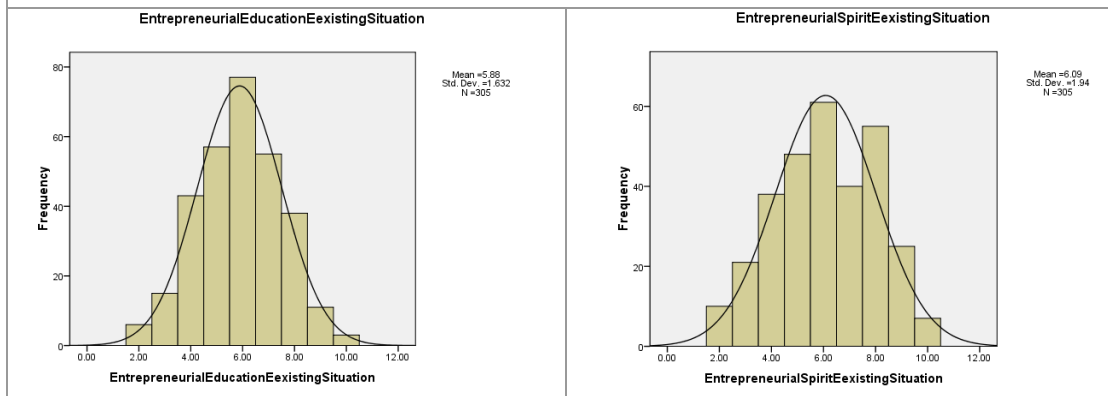 EntrepreneurialEducationEexistingSituation
Mean =5.88
Std. Dev. =1.632
N =305
80
60
40
20
0
Frequency
0.00 2.00 4.00 6.00 8.00 10.00 12.00
EntrepreneurialEducationEexistingSituation
EntrepreneurialSpiritEexistingSituation
Mean =6.09
Std. Dev. =1.94
N =305
60
40
20
0
Frequency
0.00 2.00 4.00 6.00 8.00 10.00 12.00
EntrepreneurialSpiritEexistingSituation